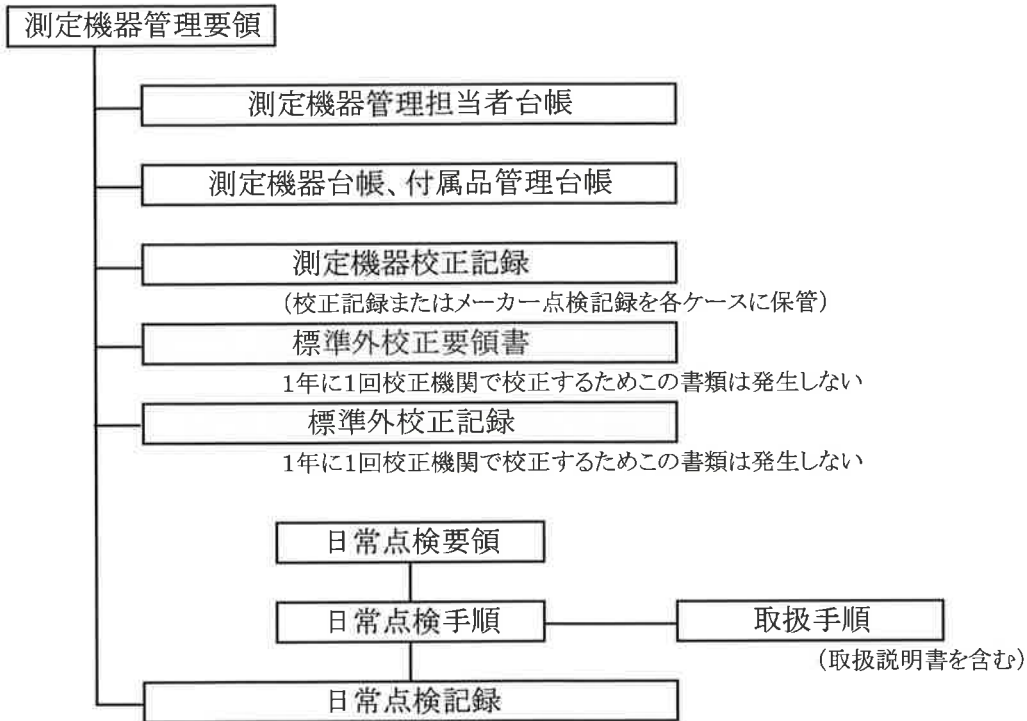 測定機器管理要領
測定機器管理担当者台帳
測定機器台帳、付属品管理台帳
測定機器校正記録
(校正記録またはメーカー点検記録を各ケースに保管)
標準外校正要領書
1年に1回校正機関で校正するためこの書類は発生しない
標準外校正記録
1年に1回校正機関で校正するためこの書類は発生しない
日常点検要領
日常点検手順
取扱手順
(取扱説明書を含む)
日常点検記録